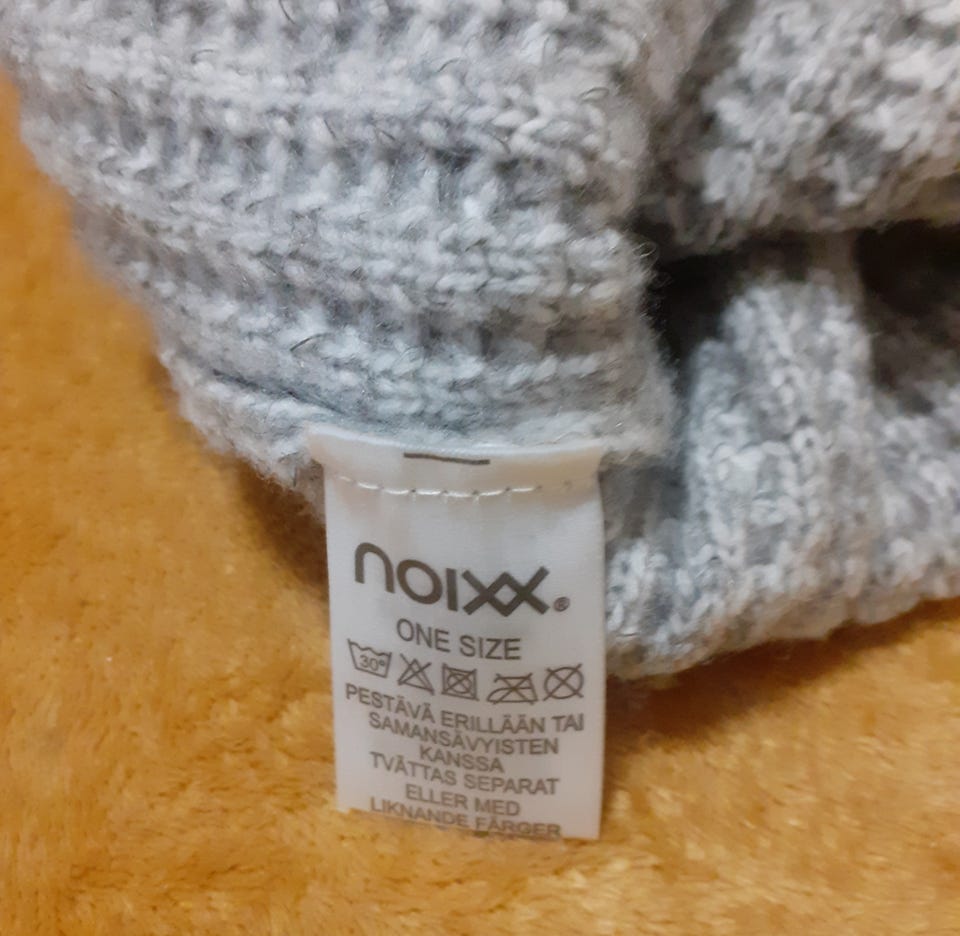 noixx®
ONE SIZE
30°
PESTÄVÄ ERILLÄÄN TAI
SAMANSÄVYISTEN
KANSSA
TVÄTTAS SEPARAT
ELLER MED
LIKNANDE FÄRGER